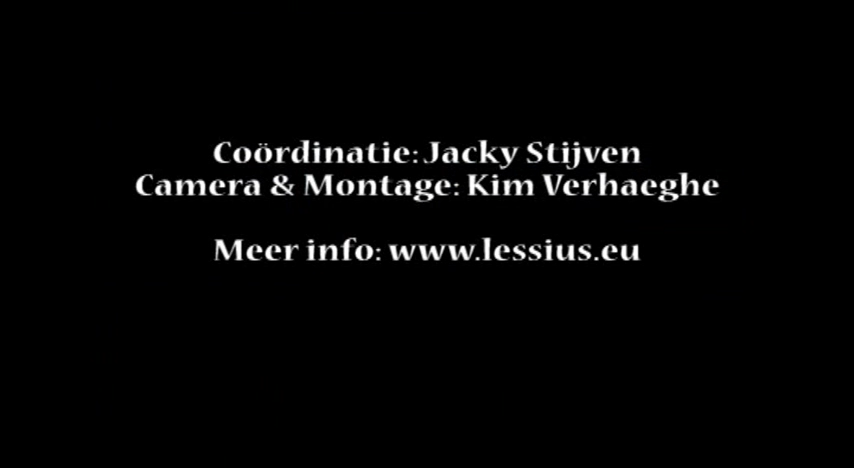 Coördinatie: Jacky Stijven
Camera & Montage: Kim Verhaeghe
Meer info: www.lessius.eu